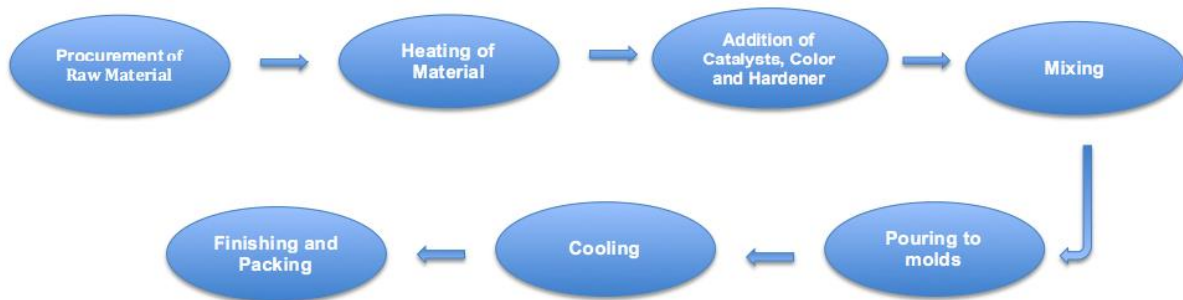 Procurement of
Raw Material
Heating of
Material
Addition of
Catalysts, Color
and Hardener
Mixing
Pouring to
molds
Cooling
Finishing and
Packing